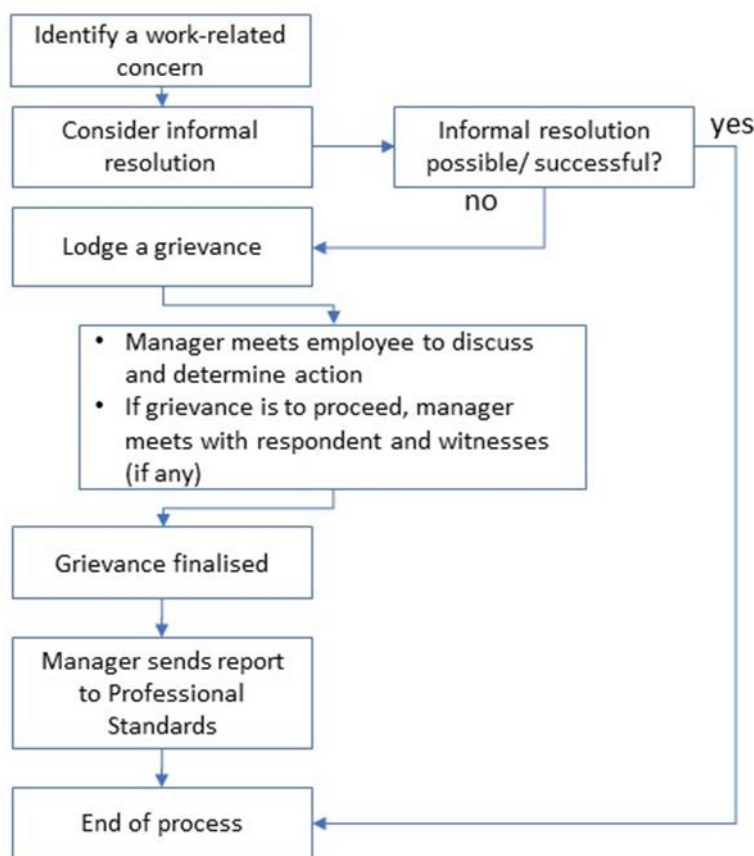 Identify a work-related
concern
Consider informal
resolution
Informal resolution
possible/ successful?
yes
no
Lodge a grievance
• Manager meets employee to discuss
and determine action
• If grievance is to proceed, manager
meets with respondent and witnesses
(if any)
Grievance finalised
Manager sends report
to Professional
Standards
End of process